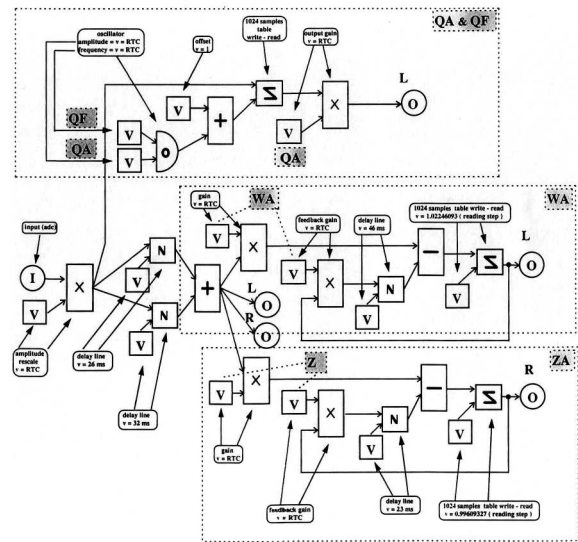 QA & QF
oscillator
amplitude = v = RTC
frequency = v = RTC
offset
v = 1
1024 samples
table
write - read
output gain
v = RTC
L
Σ
X
O
V
+
V
QF
V
O
QA
V
QA
WA
WA
gain
v = RTC
1024 samples table write - read
v = 1.02246093 (reading step)
feedback gain
v = RTC
delay line
v = 46 ms
L
input (adc)
V
X
N
V
—
Σ
O
I
X
V
X
N
V
V
+
L
O
V
N
R
O
V
amplitude
rescale
v = RTC
delay line
v = 26 ms
delay line
v = 32 ms
Z
ZA
R
X
—
V
V
X
N
Σ
O
V
V
gain
v = RTC
feedback gain
v = RTC
delay line
v = 23 ms
1024 samples table write - read
v = 0.99609327 ( reading step )